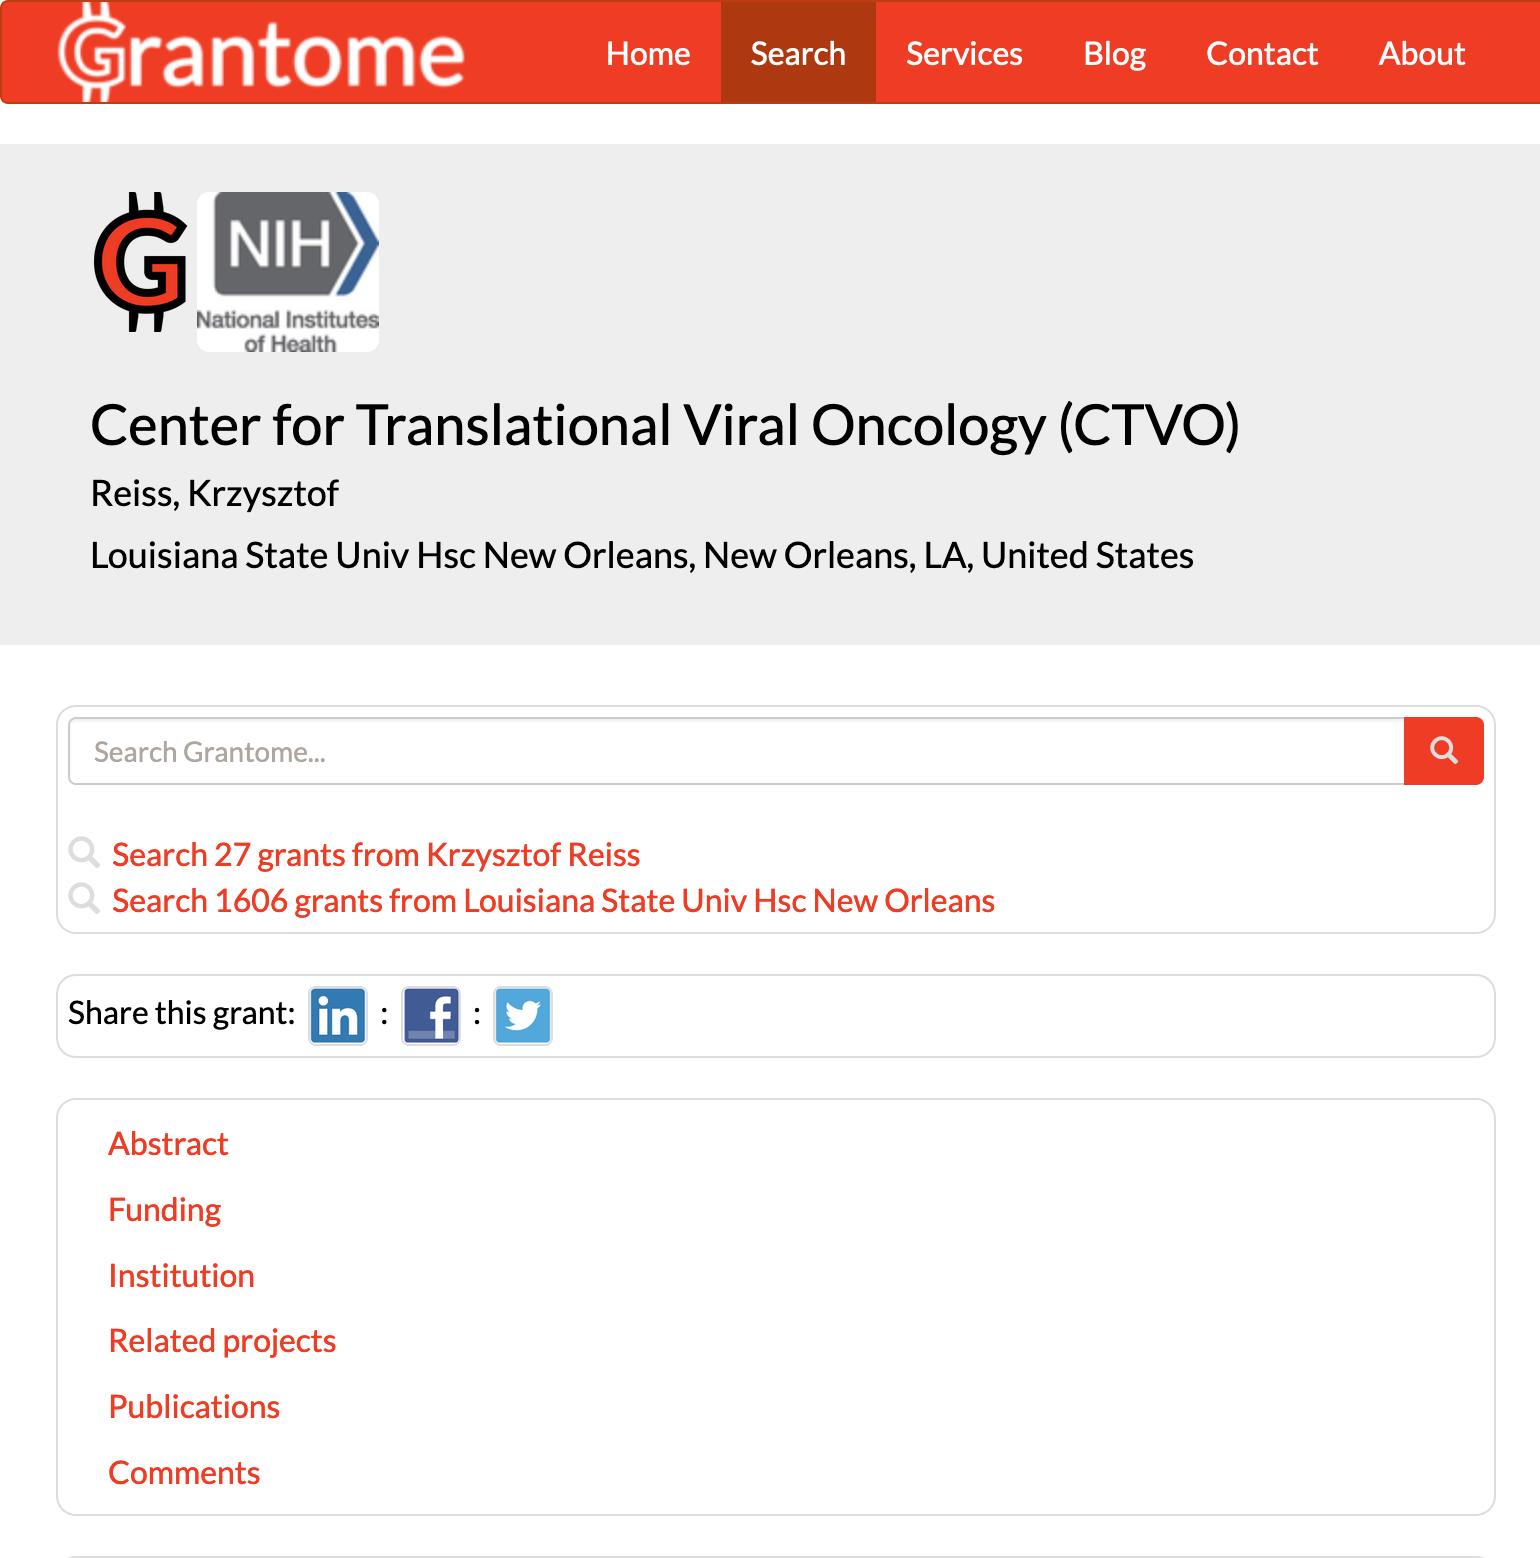 Grantome Home Search Services Blog Contact About
G NIH
National Institutes
of Health
Center for Translational Viral Oncology (CTVO)
Reiss, Krzysztof
Louisiana State Univ Hsc New Orleans, New Orleans, LA, United States
Search Grantome...
Search 27 grants from Krzysztof Reiss
Search 1606 grants from Louisiana State Univ Hsc New Orleans
Share this grant: in : f :
Abstract
Funding
Institution
Related projects
Publications
Comments